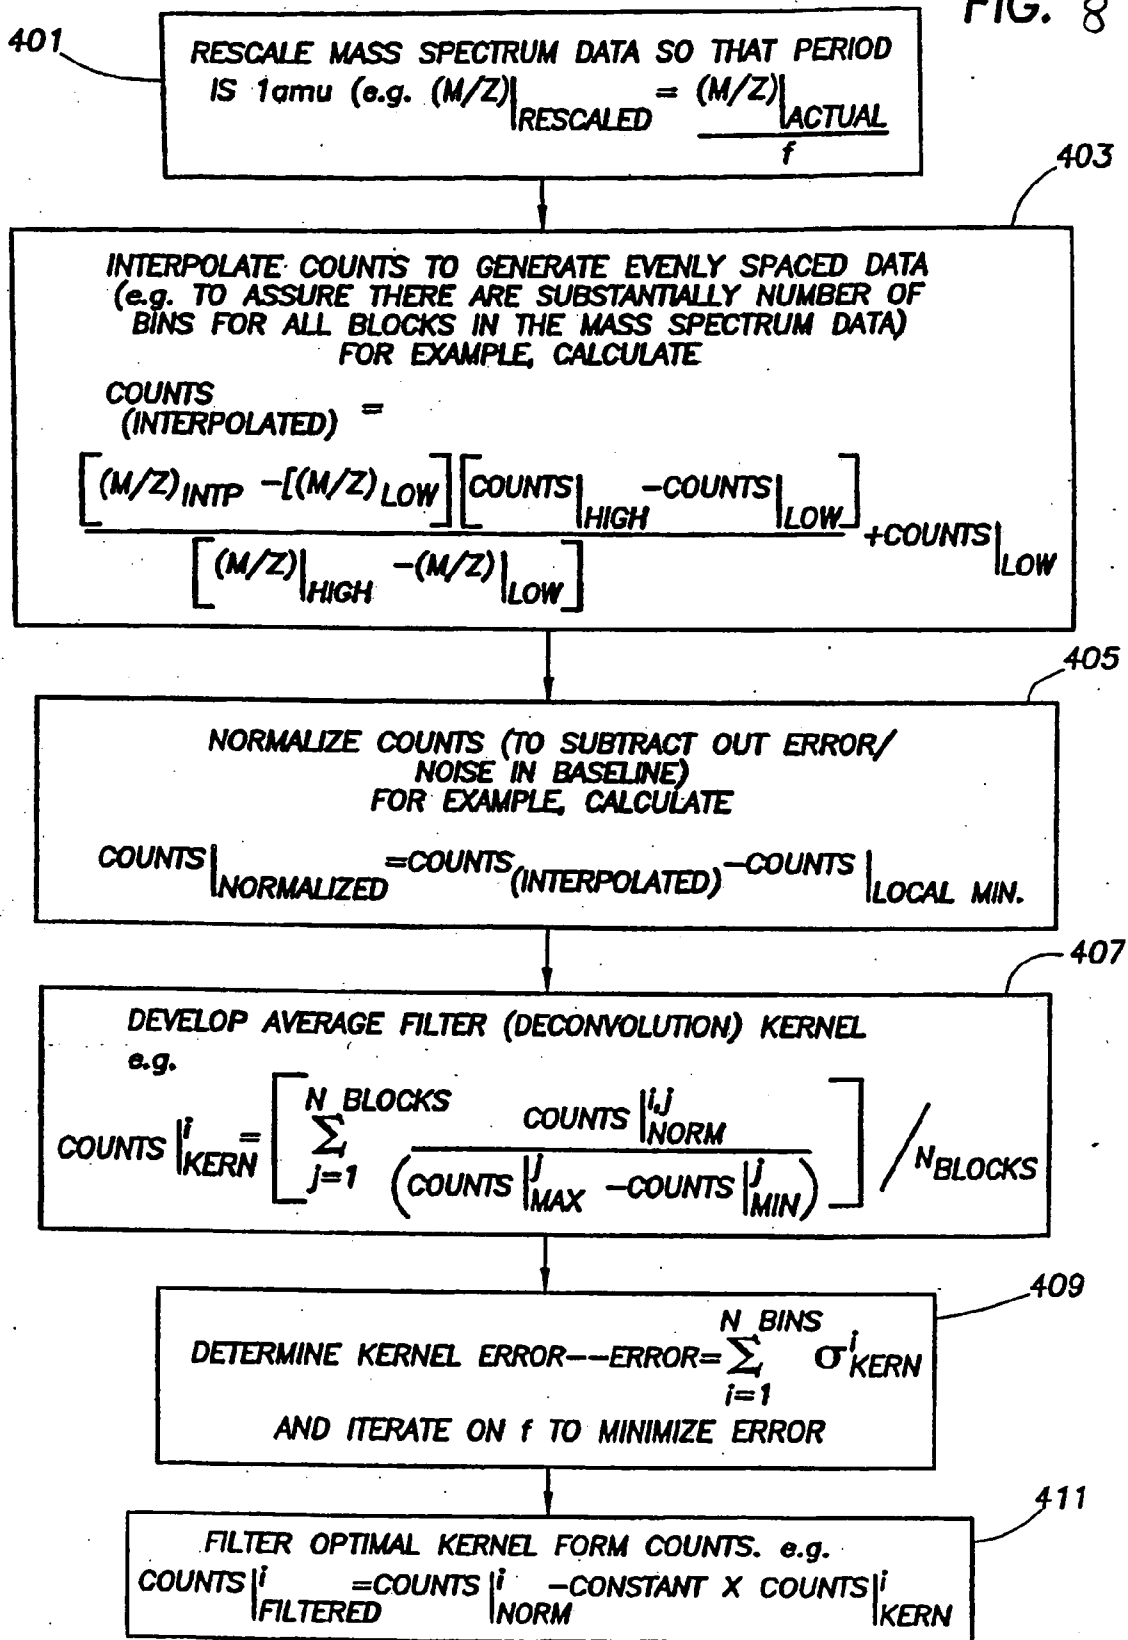 FIG. 8
401
RESCALE MASS SPECTRUM DATA SO THAT PERIOD
IS 1amu (e.g. (M/Z)|RESCALED = (M/Z)|ACTUAL
f
403
INTERPOLATE COUNTS TO GENERATE EVENLY SPACED DATA
(e.g. TO ASSURE THERE ARE SUBSTANTIALLY NUMBER OF
BINS FOR ALL BLOCKS IN THE MASS SPECTRUM DATA)
FOR EXAMPLE, CALCULATE
COUNTS
(INTERPOLATED) =
[(M/Z)INTP -[(M/Z)LOW][COUNTS|HIGH -COUNTS|LOW]
+COUNTS|LOW
[(M/Z)|HIGH -(M/Z)|LOW]
405
NORMALIZE COUNTS (TO SUBTRACT OUT ERROR/
NOISE IN BASELINE)
FOR EXAMPLE, CALCULATE
COUNTS|NORMALIZED =COUNTS(INTERPOLATED) -COUNTS |LOCAL MIN.
407
DEVELOP AVERAGE FILTER (DECONVOLUTION) KERNEL
e.g.
N BLOCKS
COUNTS |i KERN = [ Σ COUNTS |i,j NORM ] / NBLOCKS
j=1 (COUNTS |j MAX -COUNTS |j MIN)
409
N BINS
DETERMINE KERNEL ERROR--ERROR= Σ σi KERN
i=1
AND ITERATE ON f TO MINIMIZE ERROR
411
FILTER OPTIMAL KERNEL FORM COUNTS. e.g.
COUNTS|i FILTERED =COUNTS |i NORM -CONSTANT X COUNTS|i KERN